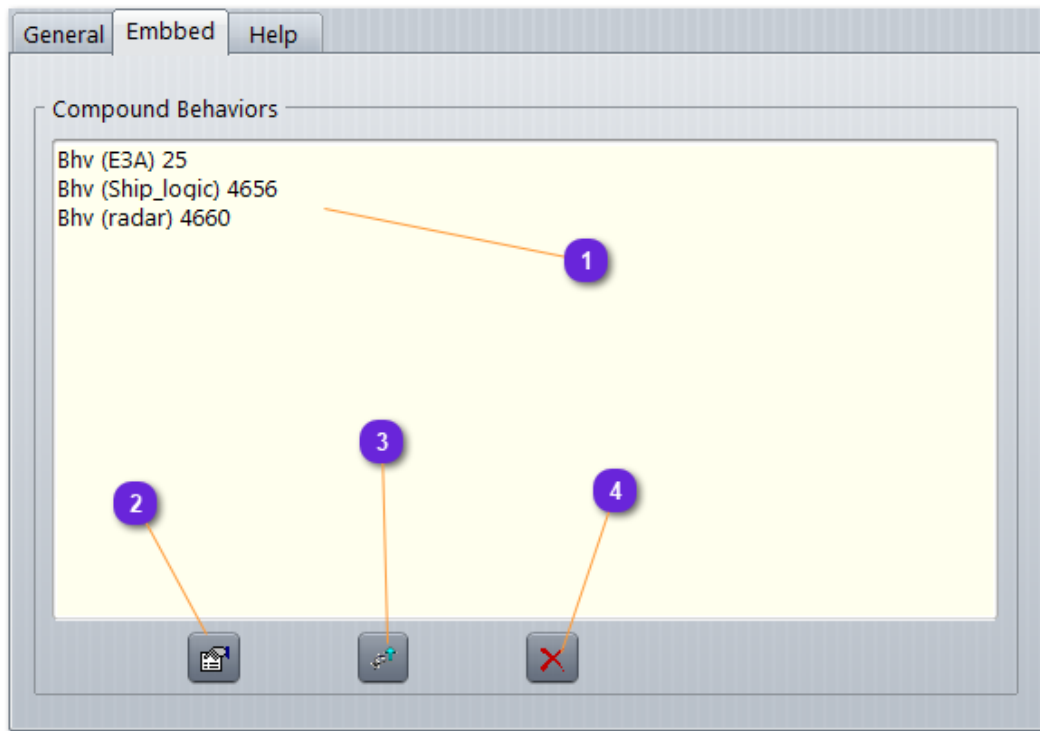 General Embbed Help
Compound Behaviors
Bhv (E3A) 25
Bhv (Ship_logic) 4656
Bhv (radar) 4660
1
3
4
2